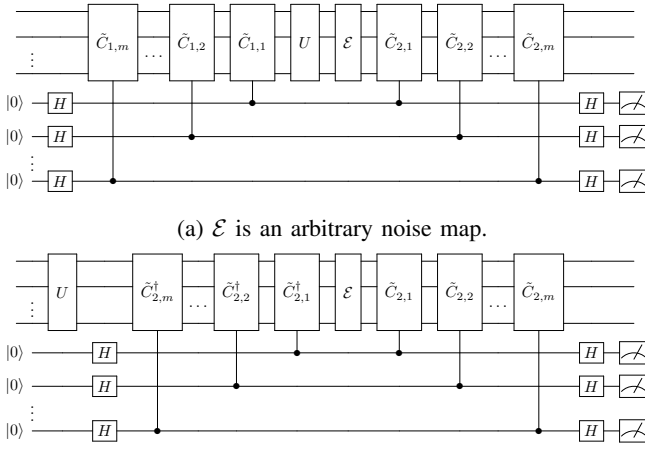 C̃₁,ₘ … C̃₁,₂ C̃₁,₁ U ℰ C̃₂,₁ C̃₂,₂ … C̃₂,ₘ
⋮
|0⟩ H H
|0⟩ H H
⋮
|0⟩ H H
(a) ℰ is an arbitrary noise map.
U C̃†₂,ₘ … C̃†₂,₂ C̃†₂,₁ ℰ C̃₂,₁ C̃₂,₂ … C̃₂,ₘ
⋮
|0⟩ H H
|0⟩ H H
⋮
|0⟩ H H